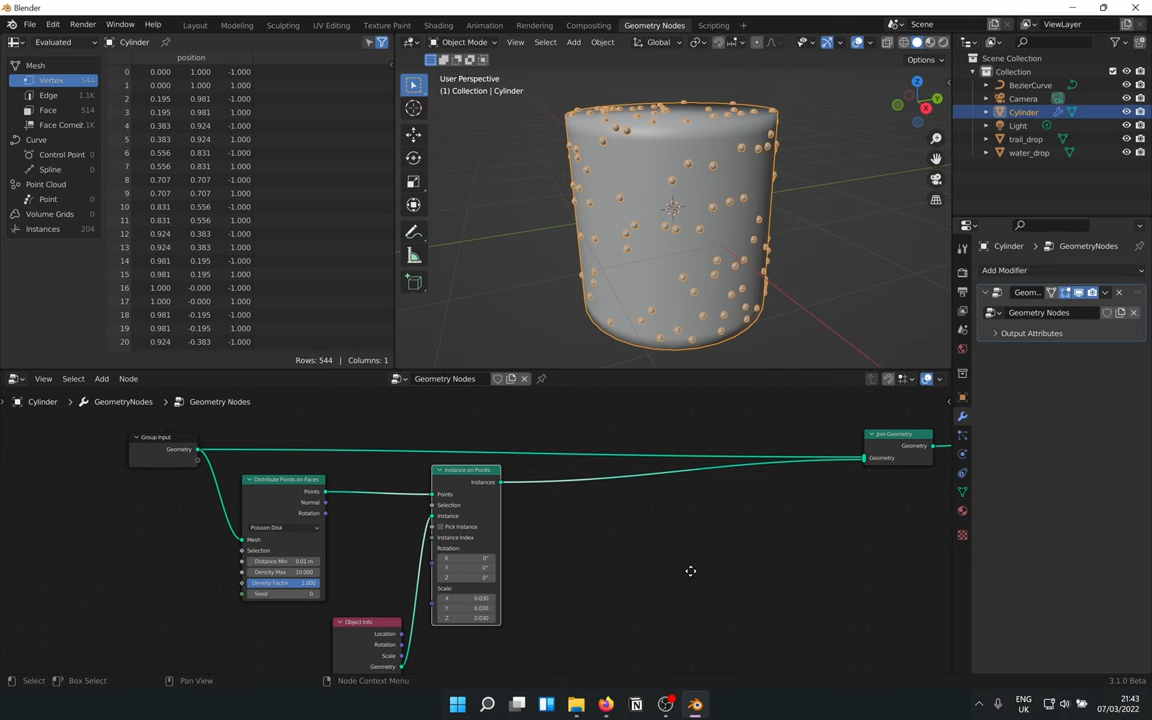 Blender
File Edit Render Window Help Layout Modeling Sculpting UV Editing Texture Paint Shading Animation Rendering Compositing Geometry Nodes Scripting + Scene ViewLayer
Evaluated Cylinder
Object Mode View Select Add Object Global
Options
position
Mesh
Vertex 544
Edge 1.1K
Face 514
Face Corner
Curve
Control Point 0
Spline 0
Point Cloud
Point 0
Volume Grids 0
Instances 204
0 0.000 1.000 -1.000
1 0.000 1.000 -1.000
2 0.195 0.981 -1.000
3 0.195 0.981 1.000
4 0.383 0.924 -1.000
5 0.383 0.924 1.000
6 0.556 0.831 -1.000
7 0.556 0.831 1.000
8 0.707 0.707 -1.000
9 0.707 0.707 1.000
10 0.831 0.556 -1.000
11 0.831 0.556 1.000
12 0.924 0.383 -1.000
13 0.924 0.383 1.000
14 0.981 0.195 -1.000
15 0.981 0.195 1.000
16 1.000 -0.000 -1.000
17 1.000 -0.000 1.000
18 0.981 -0.195 -1.000
19 0.981 -0.195 1.000
20 0.924 -0.383 -1.000
Rows: 544 | Columns: 1
User Perspective
(1) Collection | Cylinder
Z
Y
X
Scene Collection
Collection
BezierCurve
Camera
Cylinder
Light
trail_drop
water_drop
Cylinder > GeometryNodes
Add Modifier
Geom...
Geometry Nodes
Output Attributes
View Select Add Node Geometry Nodes
Cylinder > GeometryNodes > Geometry Nodes
Group Input
Geometry
Distribute Points on Faces
Points
Normal
Rotation
Poisson Disk
Mesh
Selection
Distance Min 0.01 m
Density Max 10.000
Density Factor 1.000
Seed 0
Object Info
Location
Rotation
Scale
Geometry
Instance on Points
Instances
Points
Selection
Instance
Pick Instance
Instance Index
Rotation:
X 0°
Y 0°
Z 0°
Scale:
X 0.030
Y 0.030
Z 0.030
Join Geometry
Geometry
Geometry
Select Box Select Pan View Node Context Menu 3.1.0 Beta
ENG
UK
21:43
07/03/2022